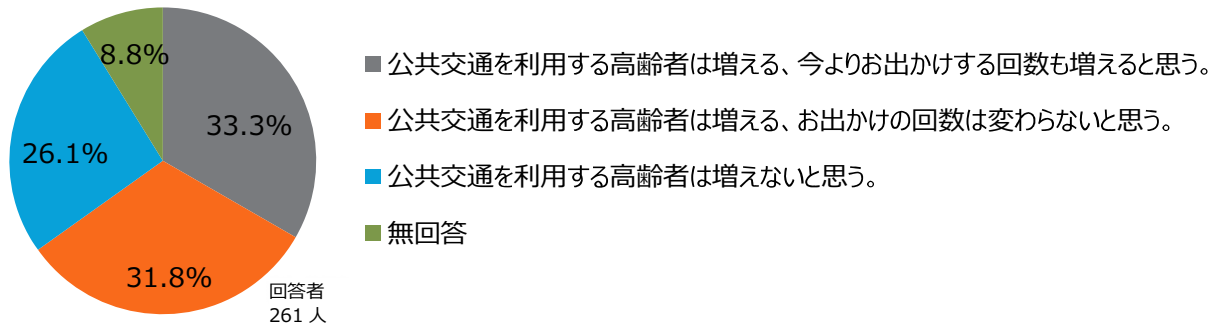 8.8%
33.3%
26.1%
31.8%
回答者
261 人
公共交通を利用する高齢者は増える、今よりお出かけする回数も増えると思う。
公共交通を利用する高齢者は増える、お出かけの回数は変わらないと思う。
公共交通を利用する高齢者は増えないと思う。
無回答